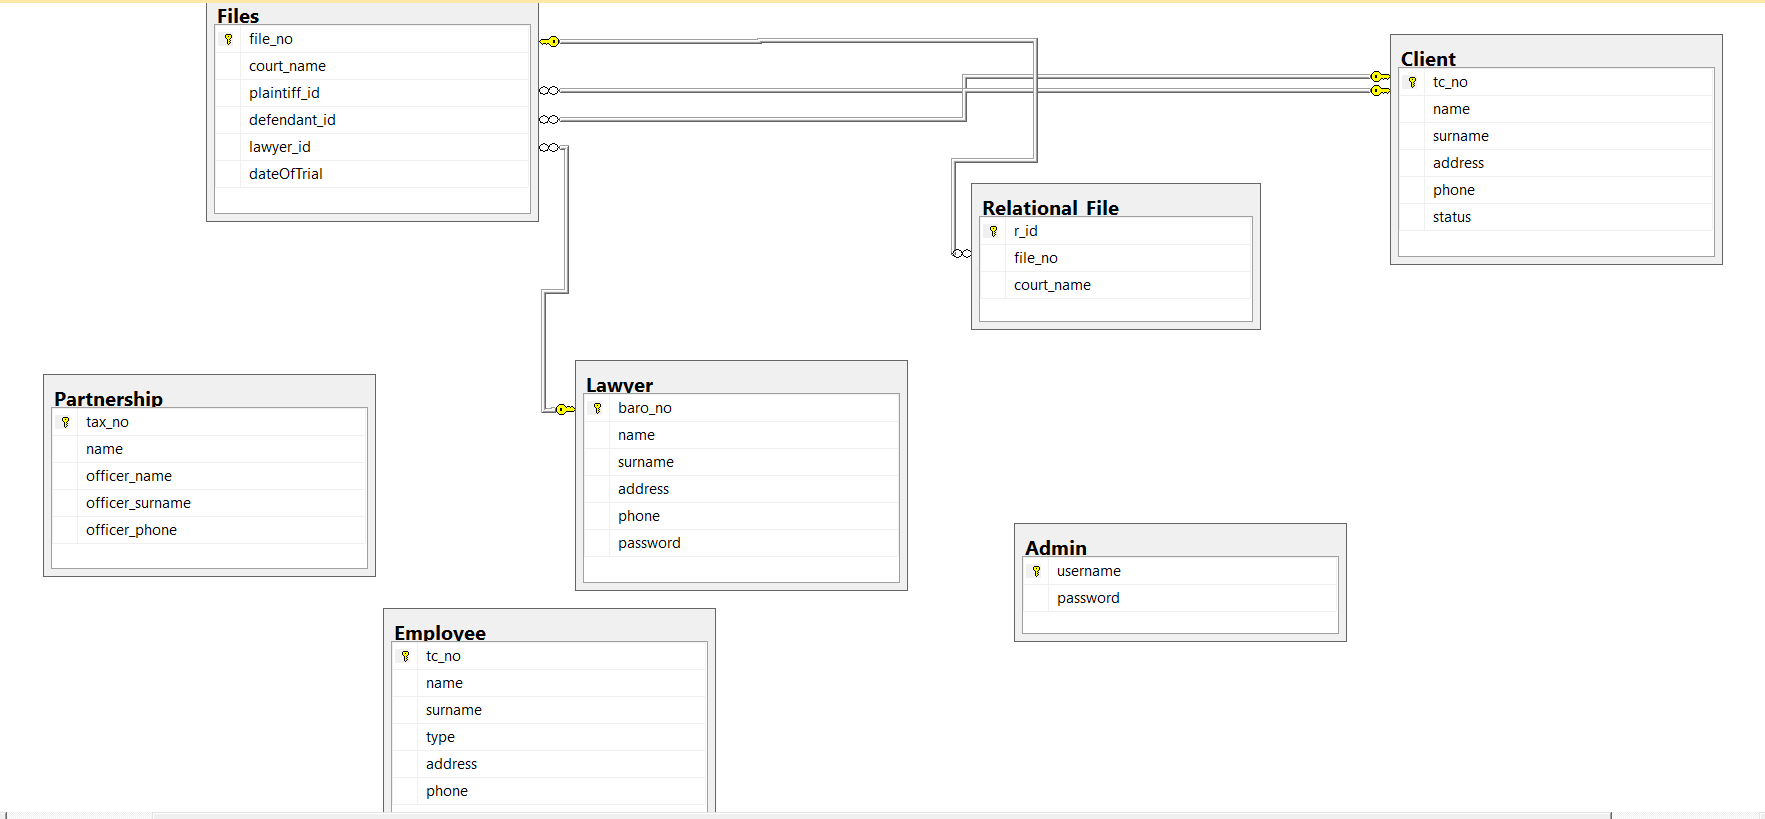 Files
file_no
court_name
plaintiff_id
defendant_id
lawyer_id
dateOfTrial
Client
tc_no
name
surname
address
phone
status
Relational_File
r_id
file_no
court_name
Partnership
tax_no
name
officer_name
officer_surname
officer_phone
Lawyer
baro_no
name
surname
address
phone
password
Admin
username
password
Employee
tc_no
name
surname
type
address
phone